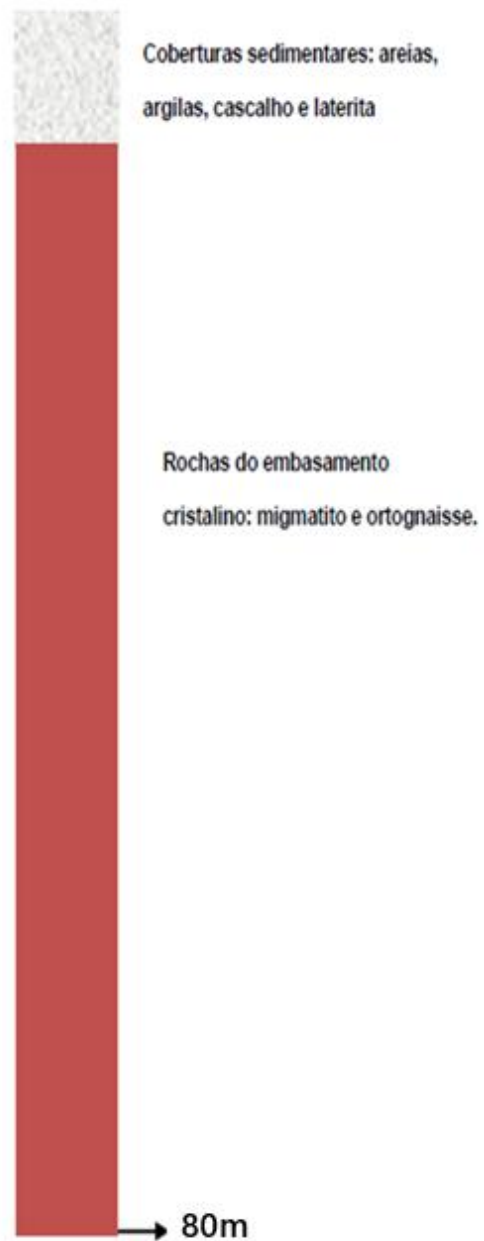 Coberturas sedimentares: areias,
argilas, cascalho e laterita
Rochas do embasamento
cristalino: migmatito e ortognaisse.
80m